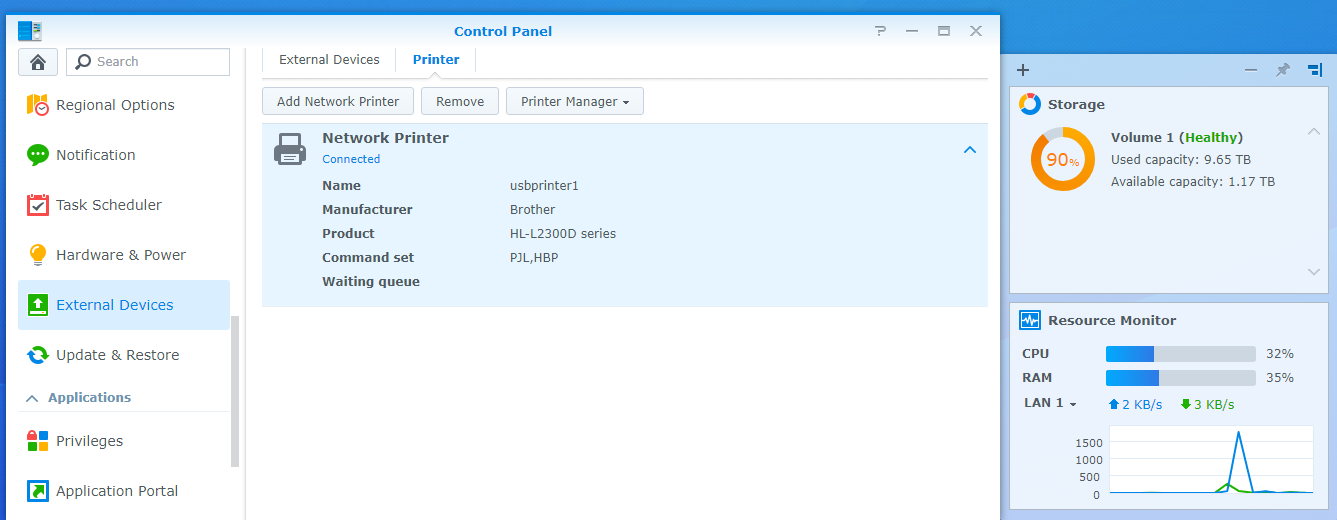 Control Panel
?
Search
Regional Options
Notification
Task Scheduler
Hardware & Power
External Devices
Update & Restore
Applications
Privileges
Application Portal
External Devices Printer
Add Network Printer Remove Printer Manager
Network Printer
Connected
Name usbprinter1
Manufacturer Brother
Product HL-L2300D series
Command set PJL,HBP
Waiting queue
Storage
90%
Volume 1 (Healthy)
Used capacity: 9.65 TB
Available capacity: 1.17 TB
Resource Monitor
CPU 32%
RAM 35%
LAN 1 2 KB/s 3 KB/s
1500
1000
500
0